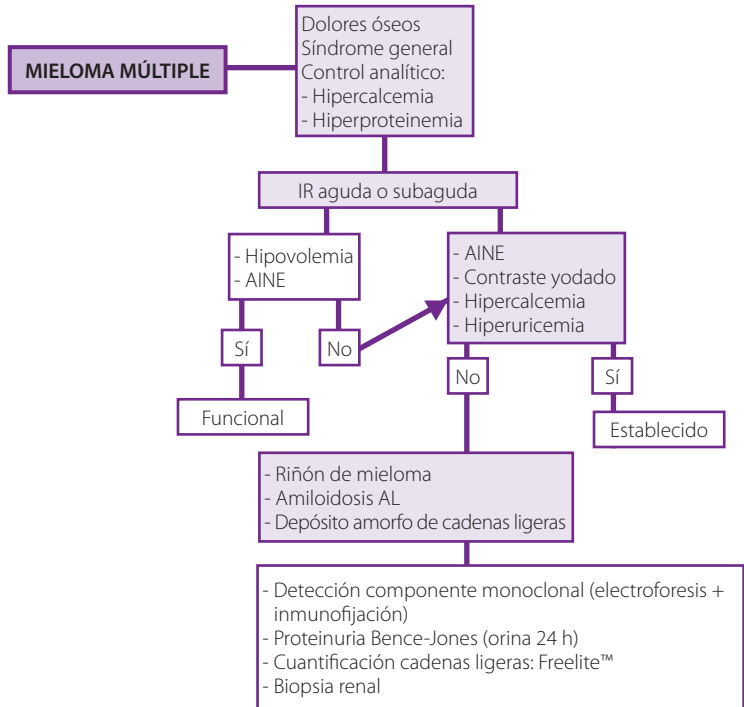 MIELOMA MÚLTIPLE
Dolores óseos
Síndrome general
Control analítico:
- Hipercalcemia
- Hiperproteinemia
IR aguda o subaguda
- Hipovolemia
- AINE
- AINE
- Contraste yodado
- Hipercalcemia
- Hiperuricemia
Sí
No
No
Sí
Funcional
Establecido
- Riñón de mieloma
- Amiloidosis AL
- Depósito amorfo de cadenas ligeras
- Detección componente monoclonal (electroforesis +
inmunofijación)
- Proteinuria Bence-Jones (orina 24 h)
- Cuantificación cadenas ligeras: Freelite™
- Biopsia renal